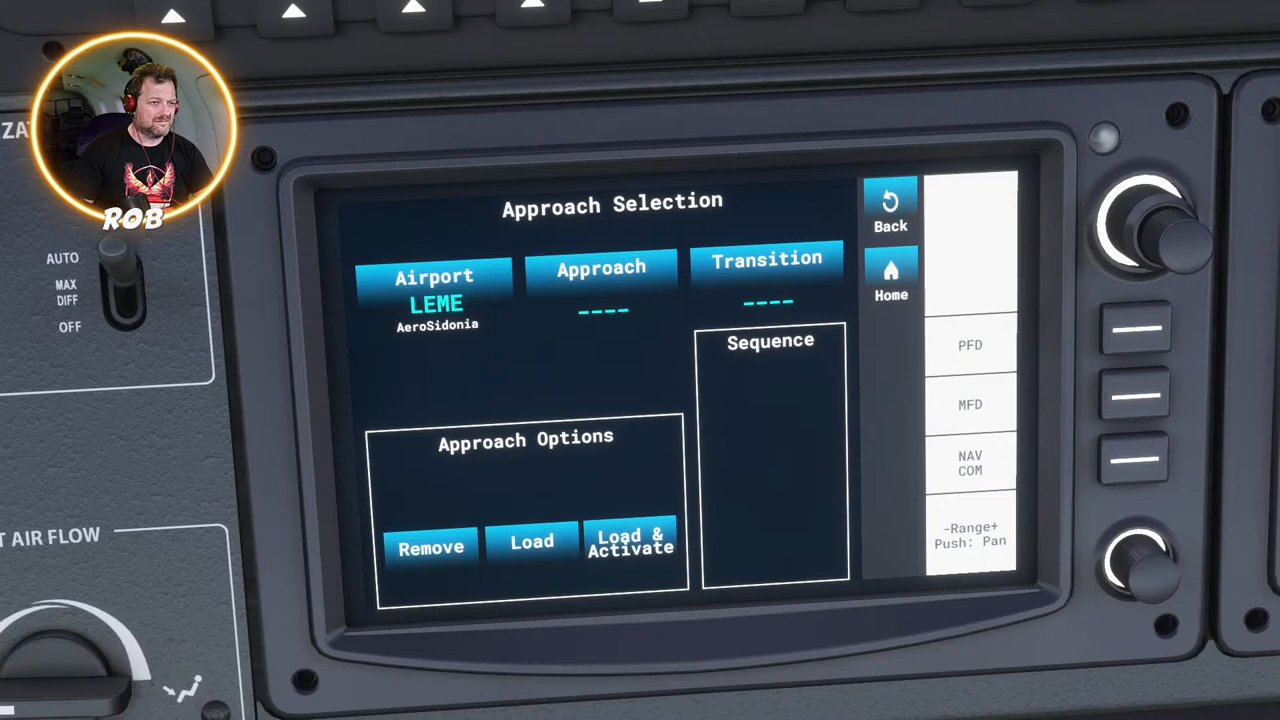 ZA
ROB
AUTO
MAX
DIFF
OFF
T AIR FLOW
Approach Selection
Airport
LEME
AeroSidonia
Approach
----
Transition
----
Sequence
Approach Options
Remove
Load
Load &
Activate
Back
Home
PFD
MFD
NAV
COM
-Range+
Push: Pan